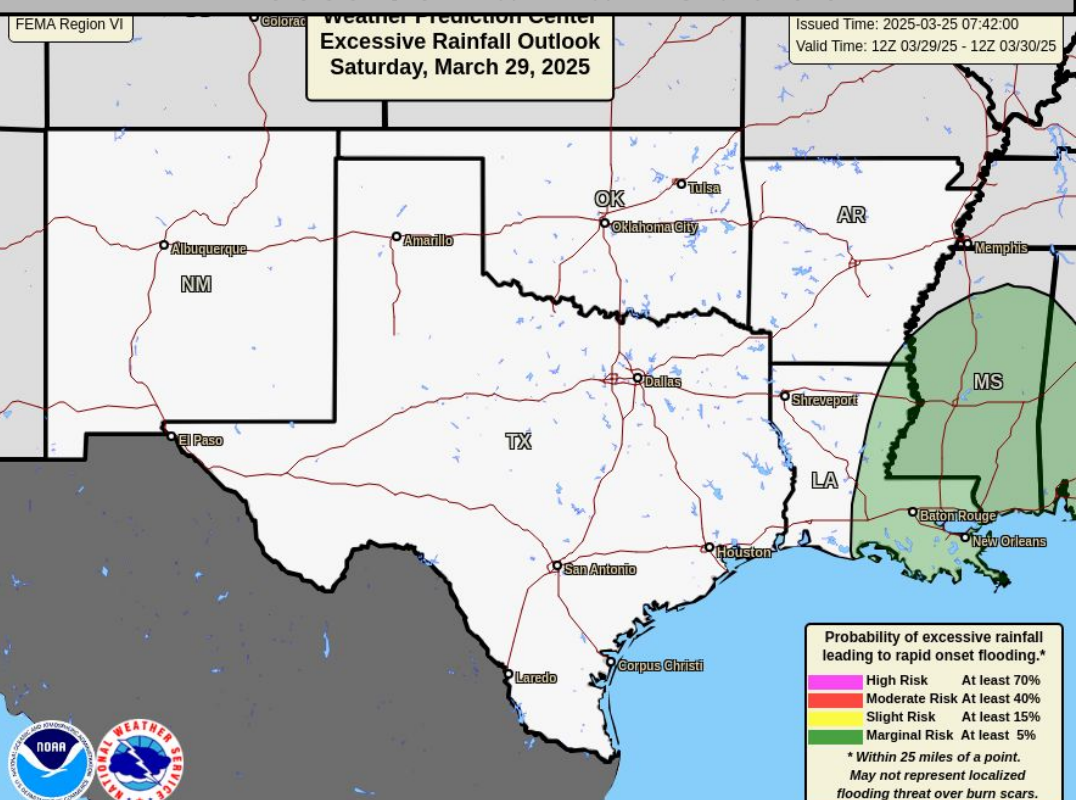 FEMA Region VI
Colorad
Weather Prediction Center
Excessive Rainfall Outlook
Saturday, March 29, 2025
Issued Time: 2025-03-25 07:42:00
Valid Time: 12Z 03/29/25 - 12Z 03/30/25
OK
Tulsa
AR
Oklahoma City
Albuquerque
Amarillo
Memphis
NM
Dallas
MS
Shreveport
El Paso
TX
LA
Baton Rouge
New Orleans
Houston
San Antonio
Corpus Christi
Laredo
Probability of excessive rainfall
leading to rapid onset flooding.*
High Risk At least 70%
Moderate Risk At least 40%
Slight Risk At least 15%
Marginal Risk At least 5%
* Within 25 miles of a point.
May not represent localized
flooding threat over burn scars.
NOAA
NATIONAL WEATHER SERVICE